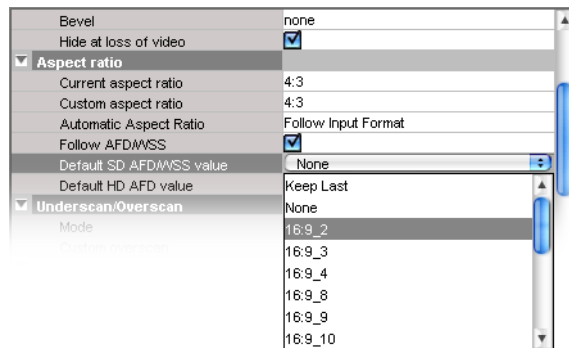 Bevel none
Hide at loss of video
Aspect ratio
Current aspect ratio 4:3
Custom aspect ratio 4:3
Automatic Aspect Ratio Follow Input Format
Follow AFD/WSS
Default SD AFD/WSS value None
Default HD AFD value Keep Last
Underscan/Overscan None
Mode 16:9_2
Custom overscan 16:9_3
16:9_4
16:9_8
16:9_9
16:9_10